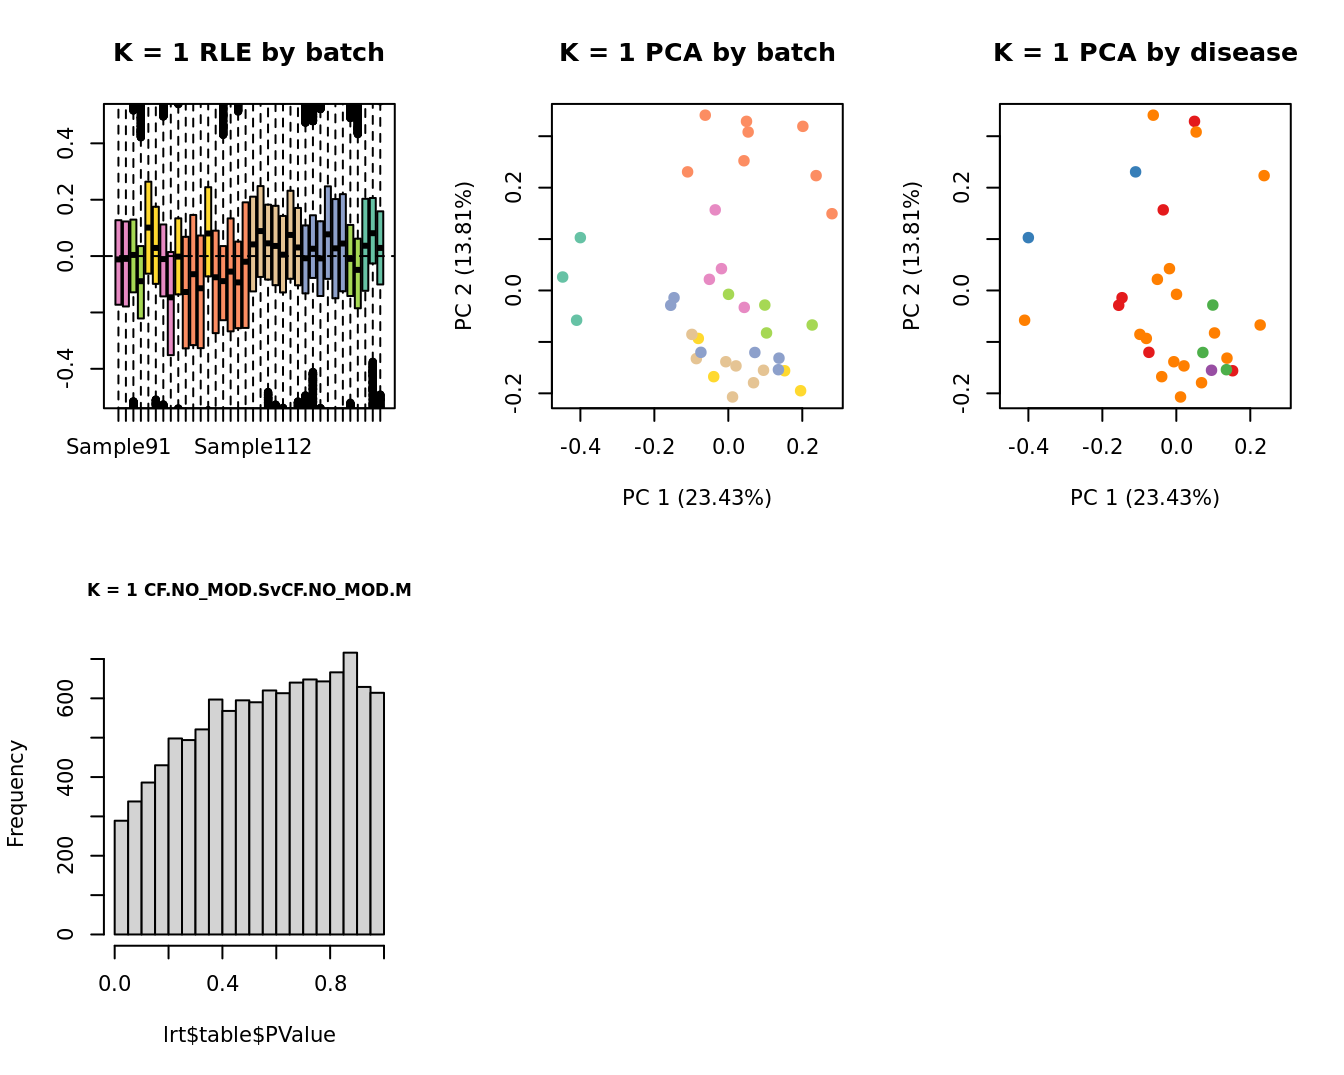 K = 1 RLE by batch
0.4
0.2
0.0
-0.4
Sample91 Sample112
K = 1 PCA by batch
PC 2 (13.81%)
0.2
0.0
-0.2
-0.4 -0.2 0.0 0.2
PC 1 (23.43%)
K = 1 PCA by disease
PC 2 (13.81%)
0.2
0.0
-0.2
-0.4 -0.2 0.0 0.2
PC 1 (23.43%)
K = 1 CF.NO_MOD.SvCF.NO_MOD.M
Frequency
600
400
200
0
0.0 0.4 0.8
lrt$table$PValue